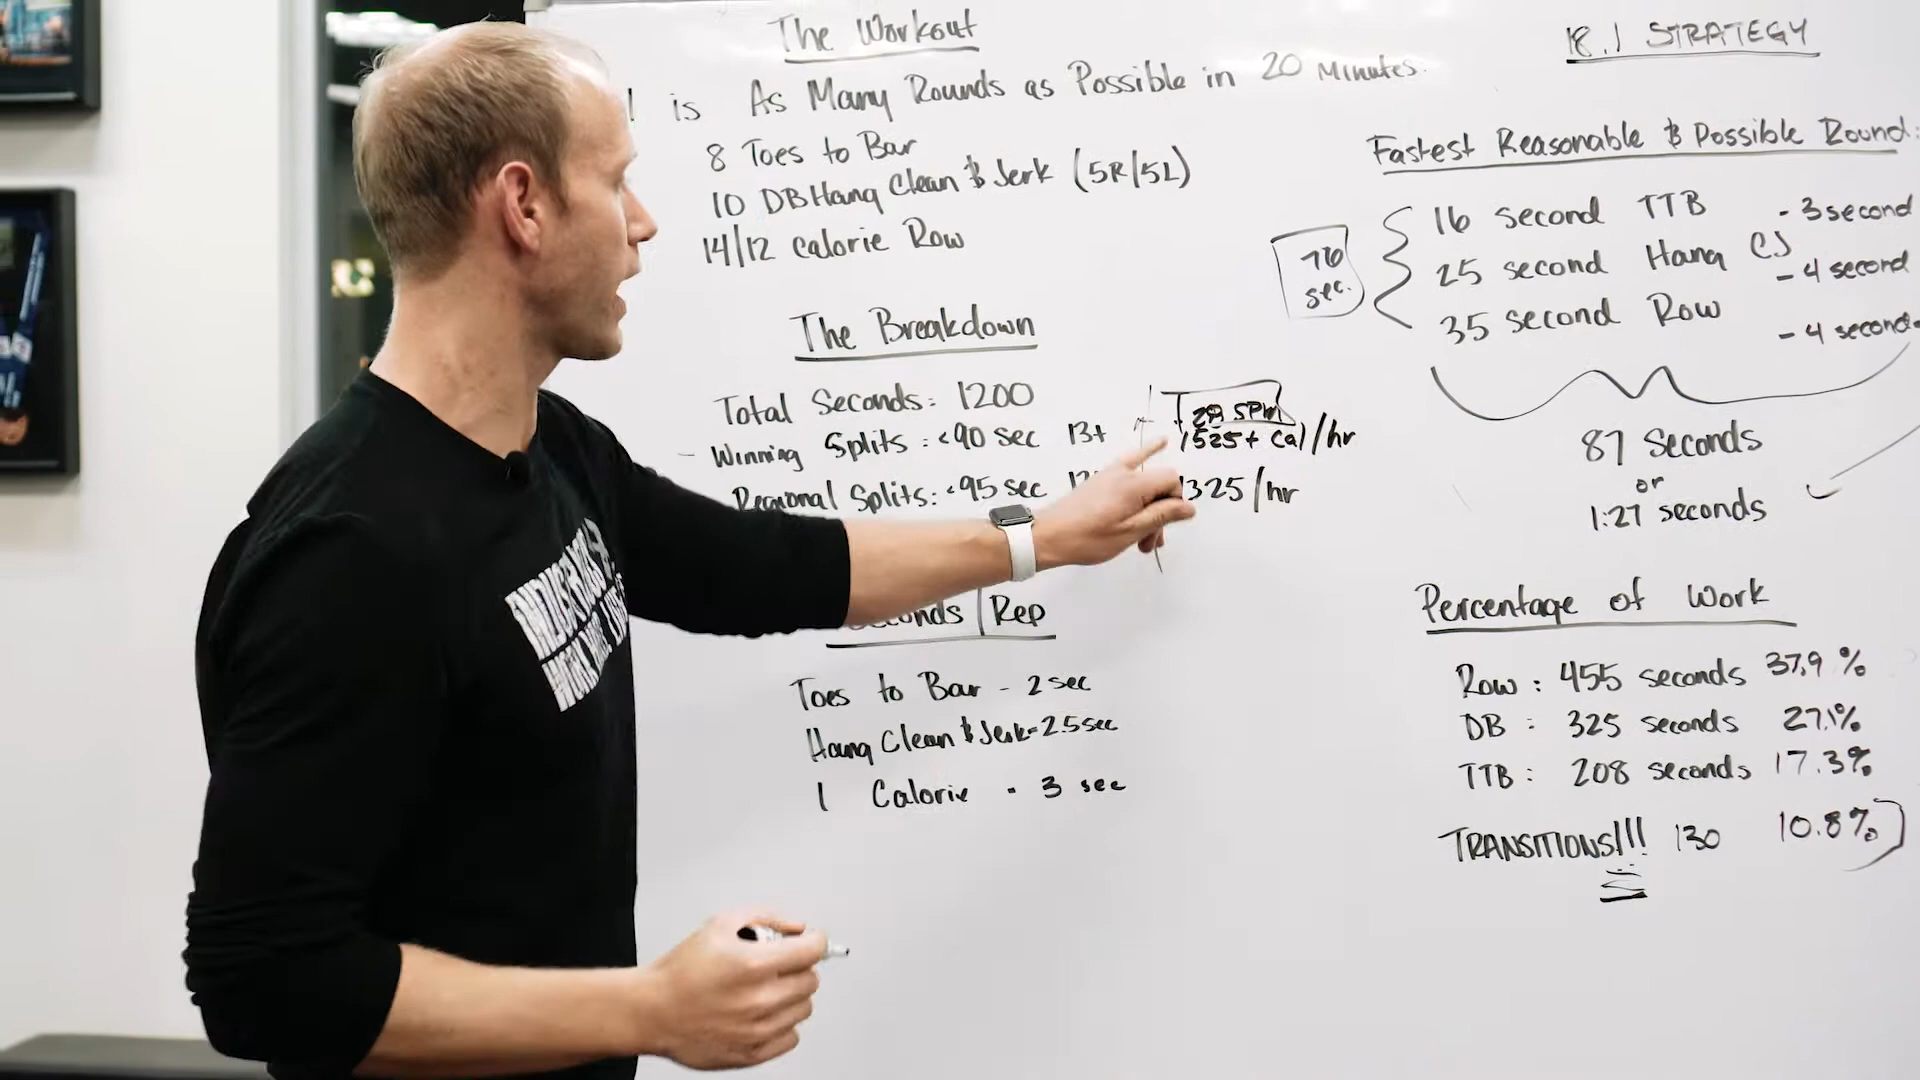 The Workout
is As Many Rounds as Possible in 20 Minutes.
8 Toes to Bar
10 DB Hang Clean & Jerk (5R/5L)
14/12 Calorie Row
The Breakdown
Total Seconds: 1200
- Winning Splits: <90 sec 13+
29 SPM
1525+ Cal/hr
Regional Splits: <95 sec
1325/hr
Seconds | Rep
Toes to Bar - 2 sec
Hang Clean & Jerk - 2.5 sec
1 Calorie - 3 sec
18.1 STRATEGY
Fastest Reasonable & Possible Round:
76 sec.
16 second TTB - 3 second
25 second Hang CJ - 4 second
35 second Row - 4 second
87 Seconds
or
1:27 seconds
Percentage of Work
Row: 455 seconds 37.9%
DB: 325 seconds 27.1%
TTB: 208 seconds 17.3%
TRANSITIONS!!! 130 10.8%